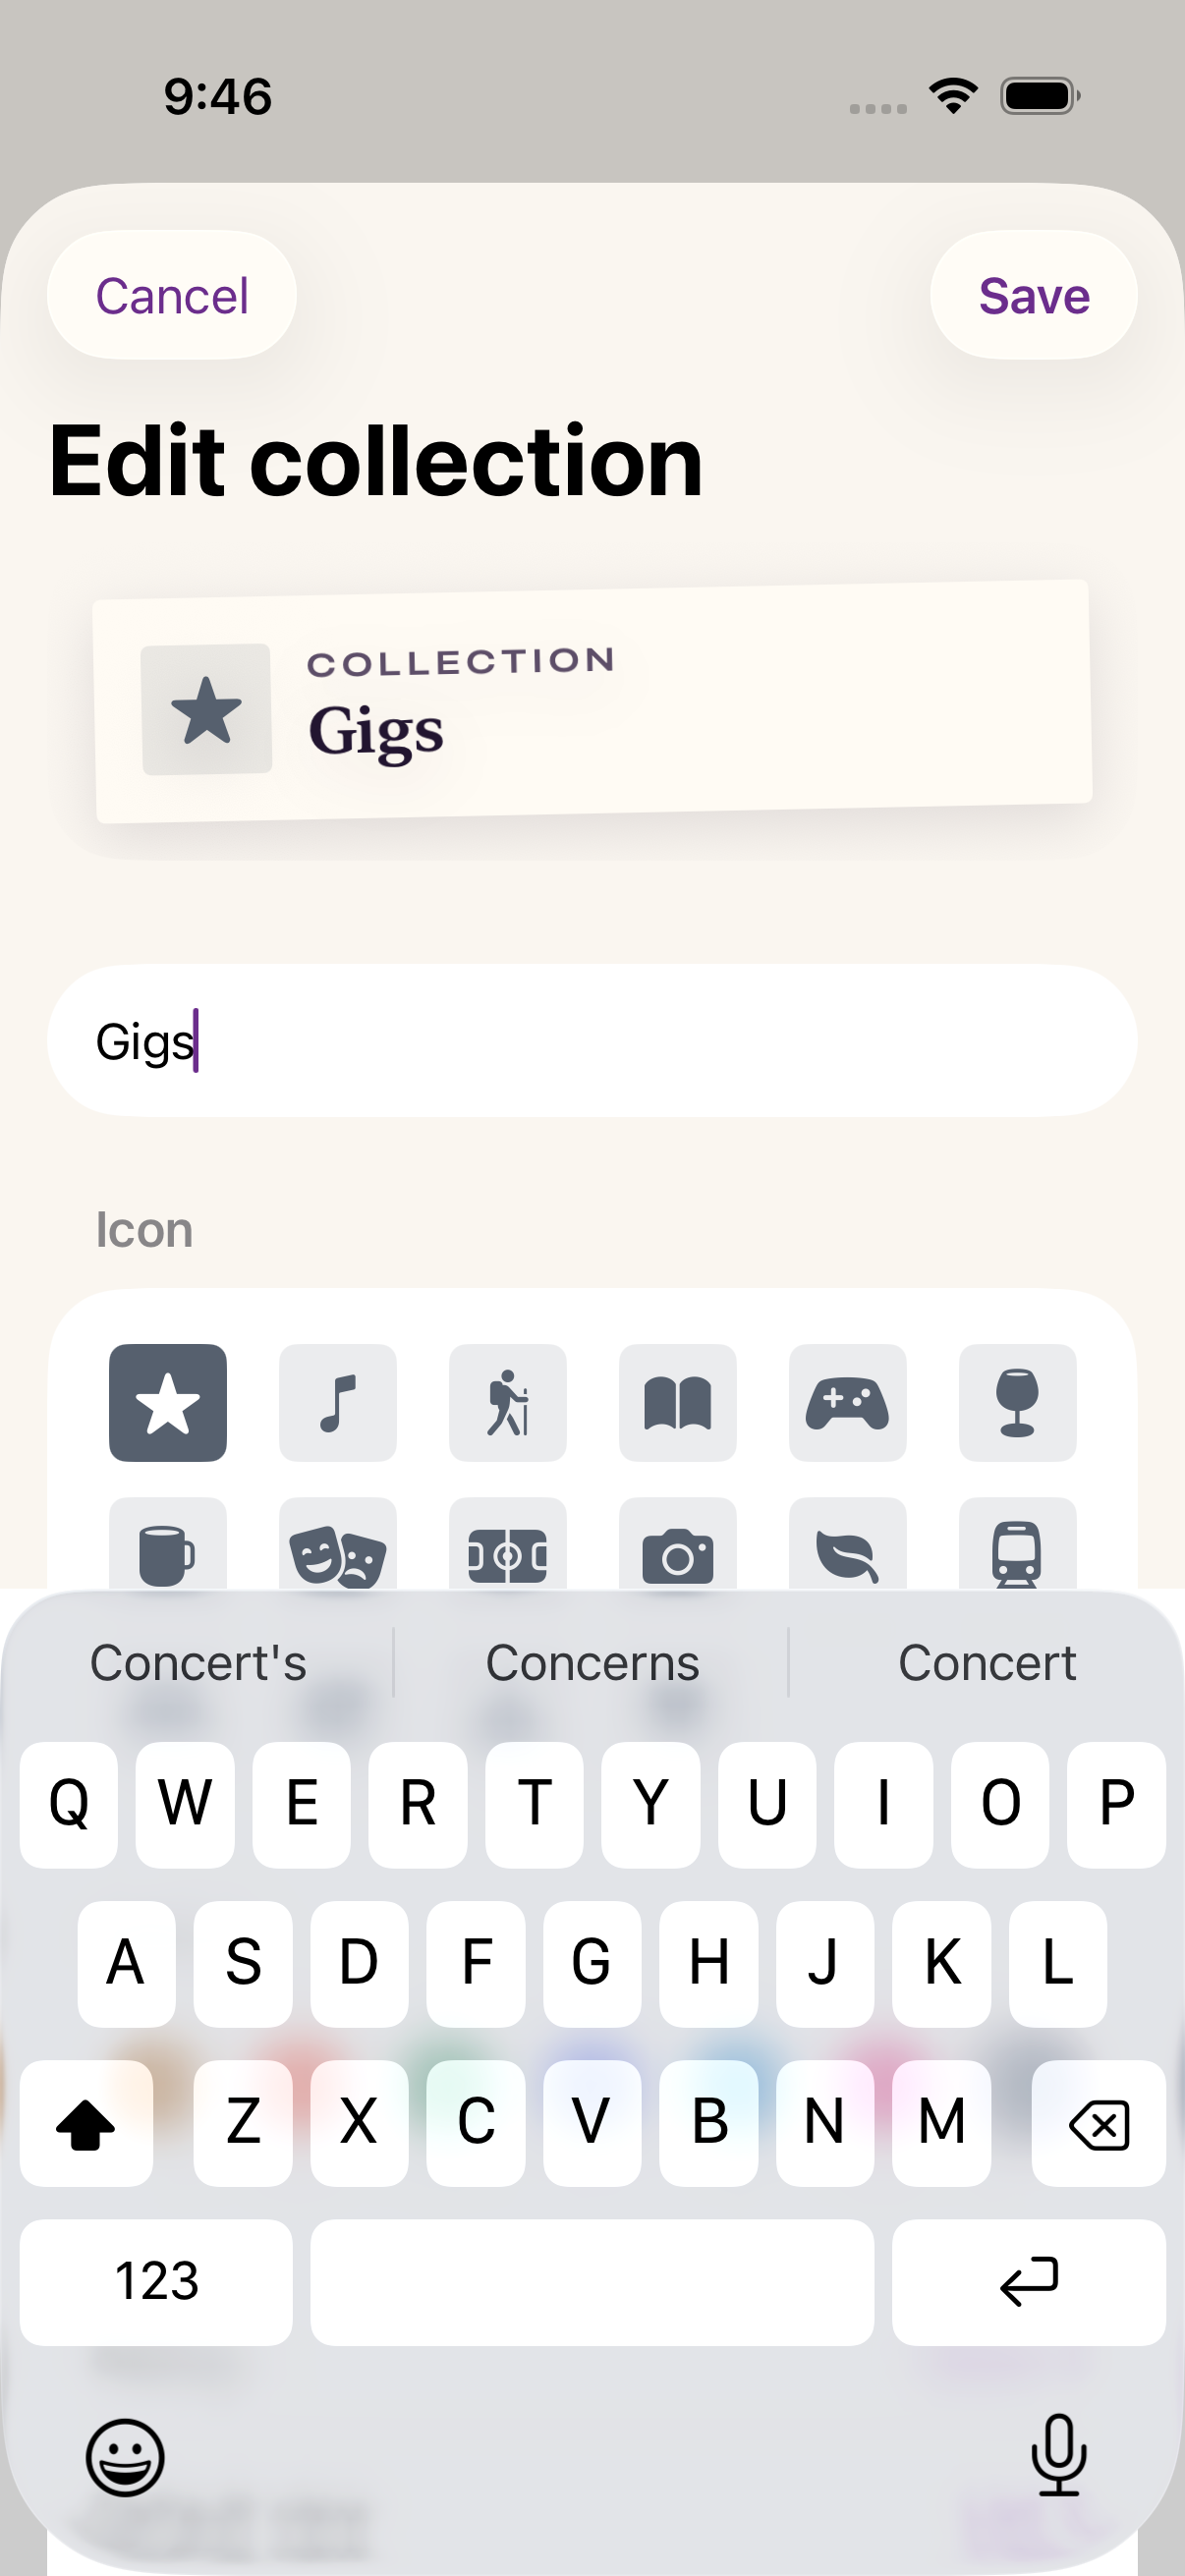 9:46
Cancel
Save
Edit collection
COLLECTION
Gigs
Gigs
Icon
Concert's
Concerns
Concert
Q W E R T Y U I O P
A S D F G H J K L
Z X C V B N M
123